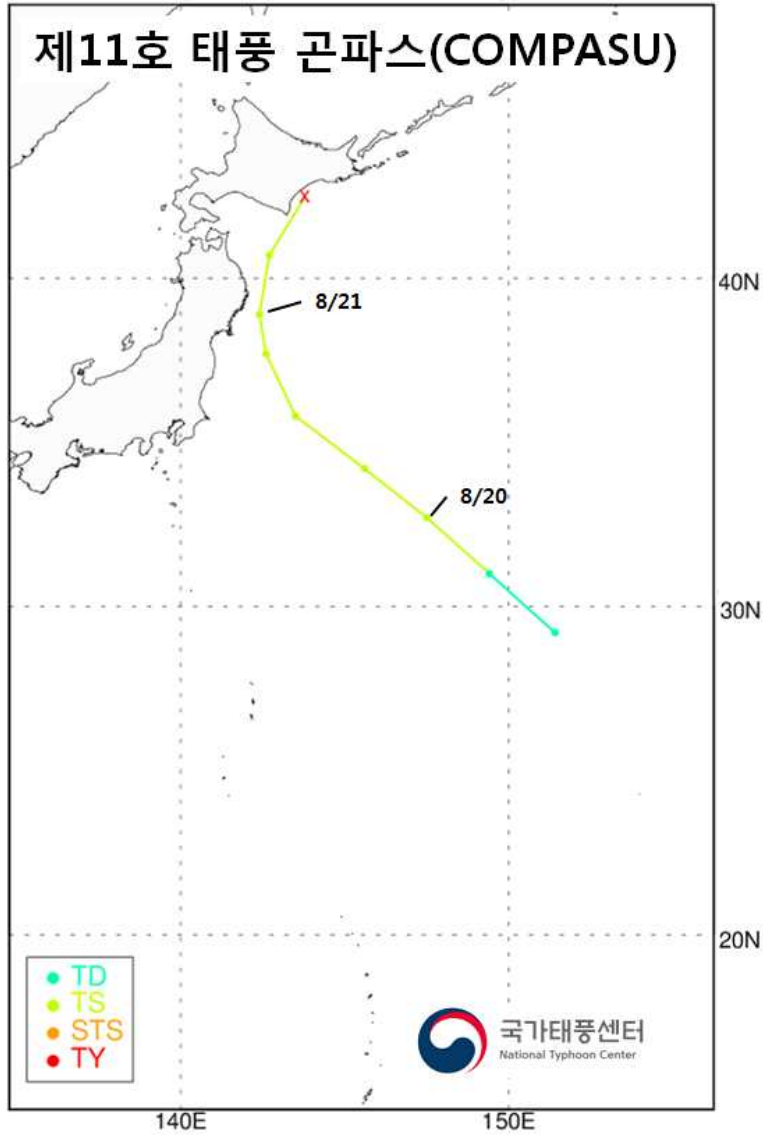 제11호 태풍 곤파스(COMPASU)
40N
8/21
8/20
30N
20N
TD
TS
STS
TY
국가태풍센터
National Typhoon Center
140E
150E
X